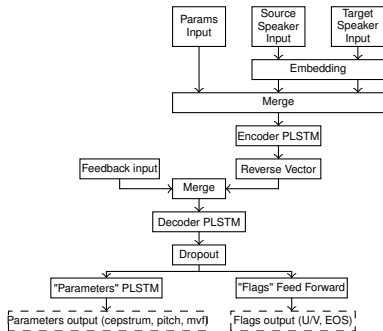 Params Input
Source Speaker Input
Target Speaker Input
Embedding
Merge
Encoder PLSTM
Feedback input
Reverse Vector
Merge
Decoder PLSTM
Dropout
"Parameters" PLSTM
"Flags" Feed Forward
Parameters output (cepstrum, pitch, mvf)
Flags output (U/V, EOS)